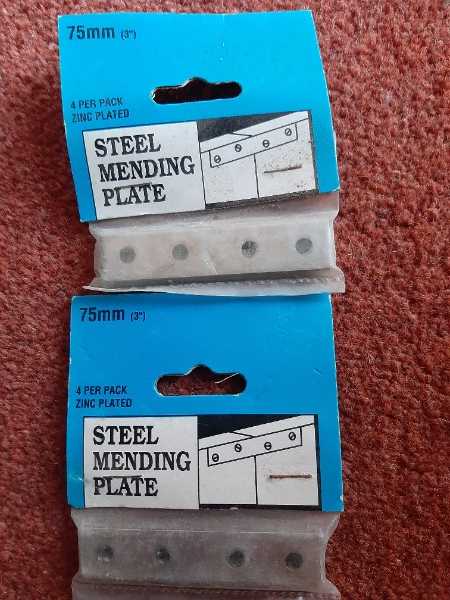 75mm (3")
4 PER PACK
ZINC PLATED
STEEL
MENDING
PLATE
75mm (3")
4 PER PACK
ZINC PLATED
STEEL
MENDING
PLATE